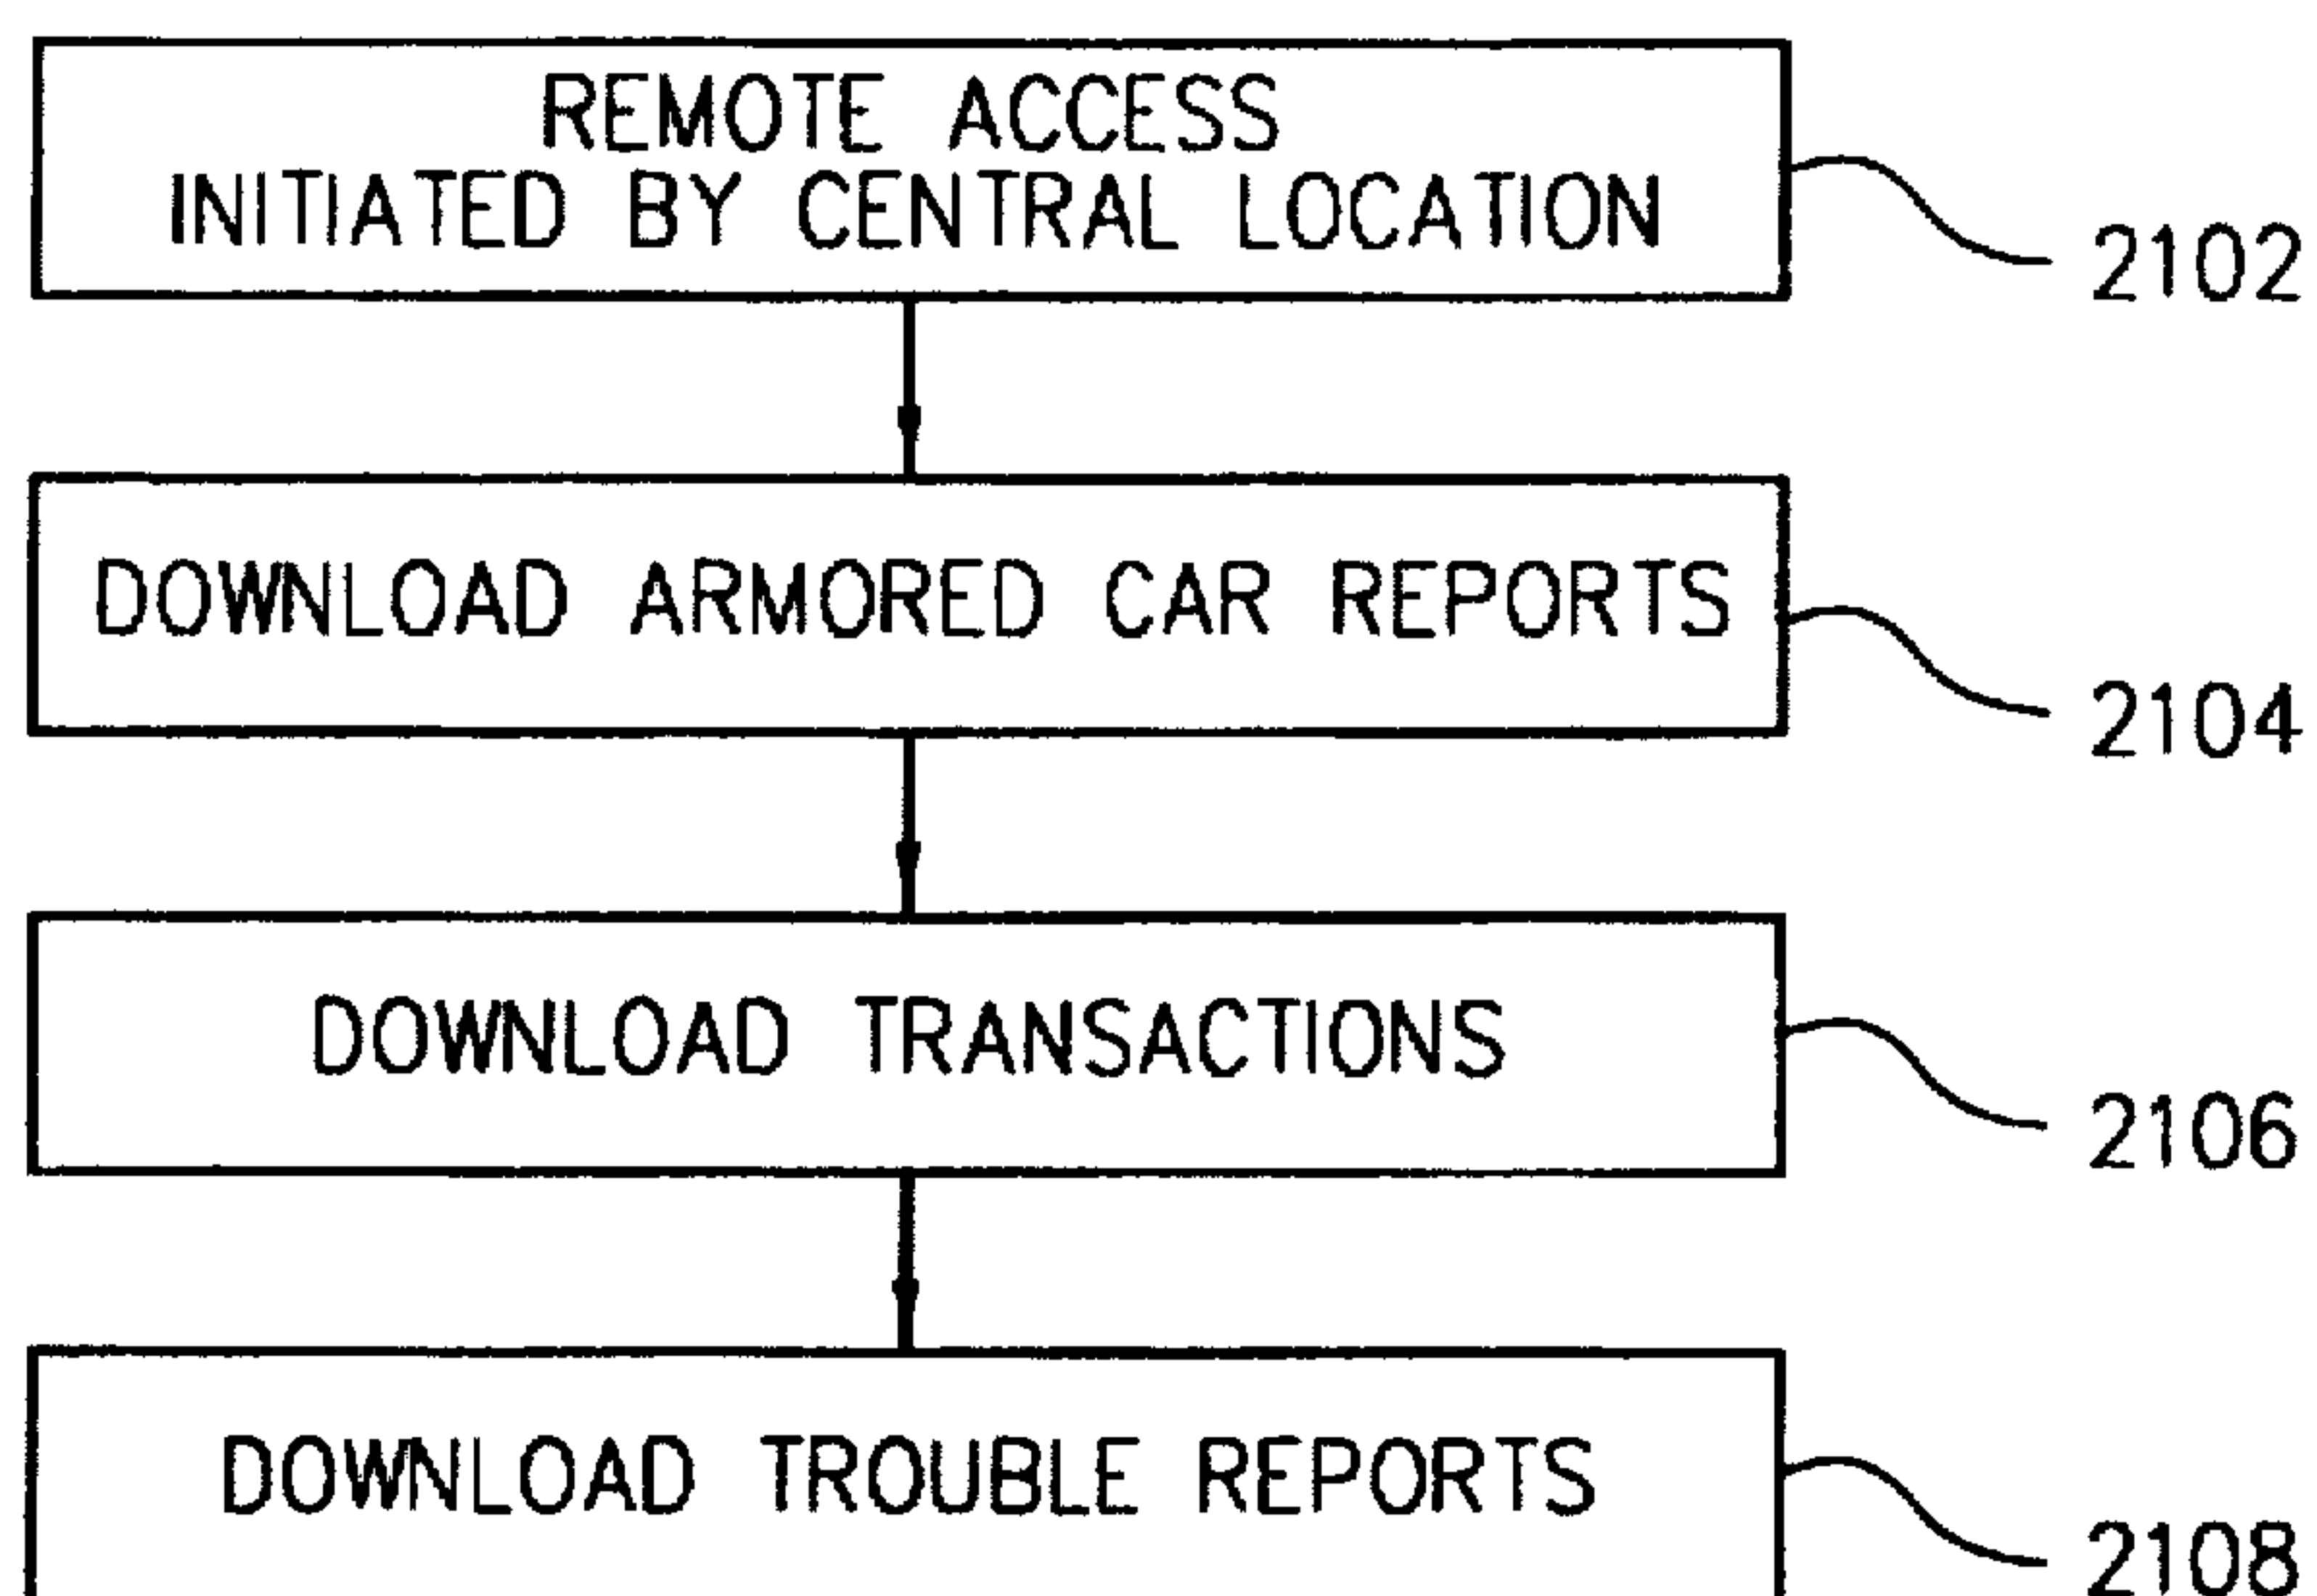 REMOTE ACCESS
INITIATED BY CENTRAL LOCATION
2102
DOWNLOAD ARMORED CAR REPORTS
2104
DOWNLOAD TRANSACTIONS
2106
DOWNLOAD TROUBLE REPORTS
2108